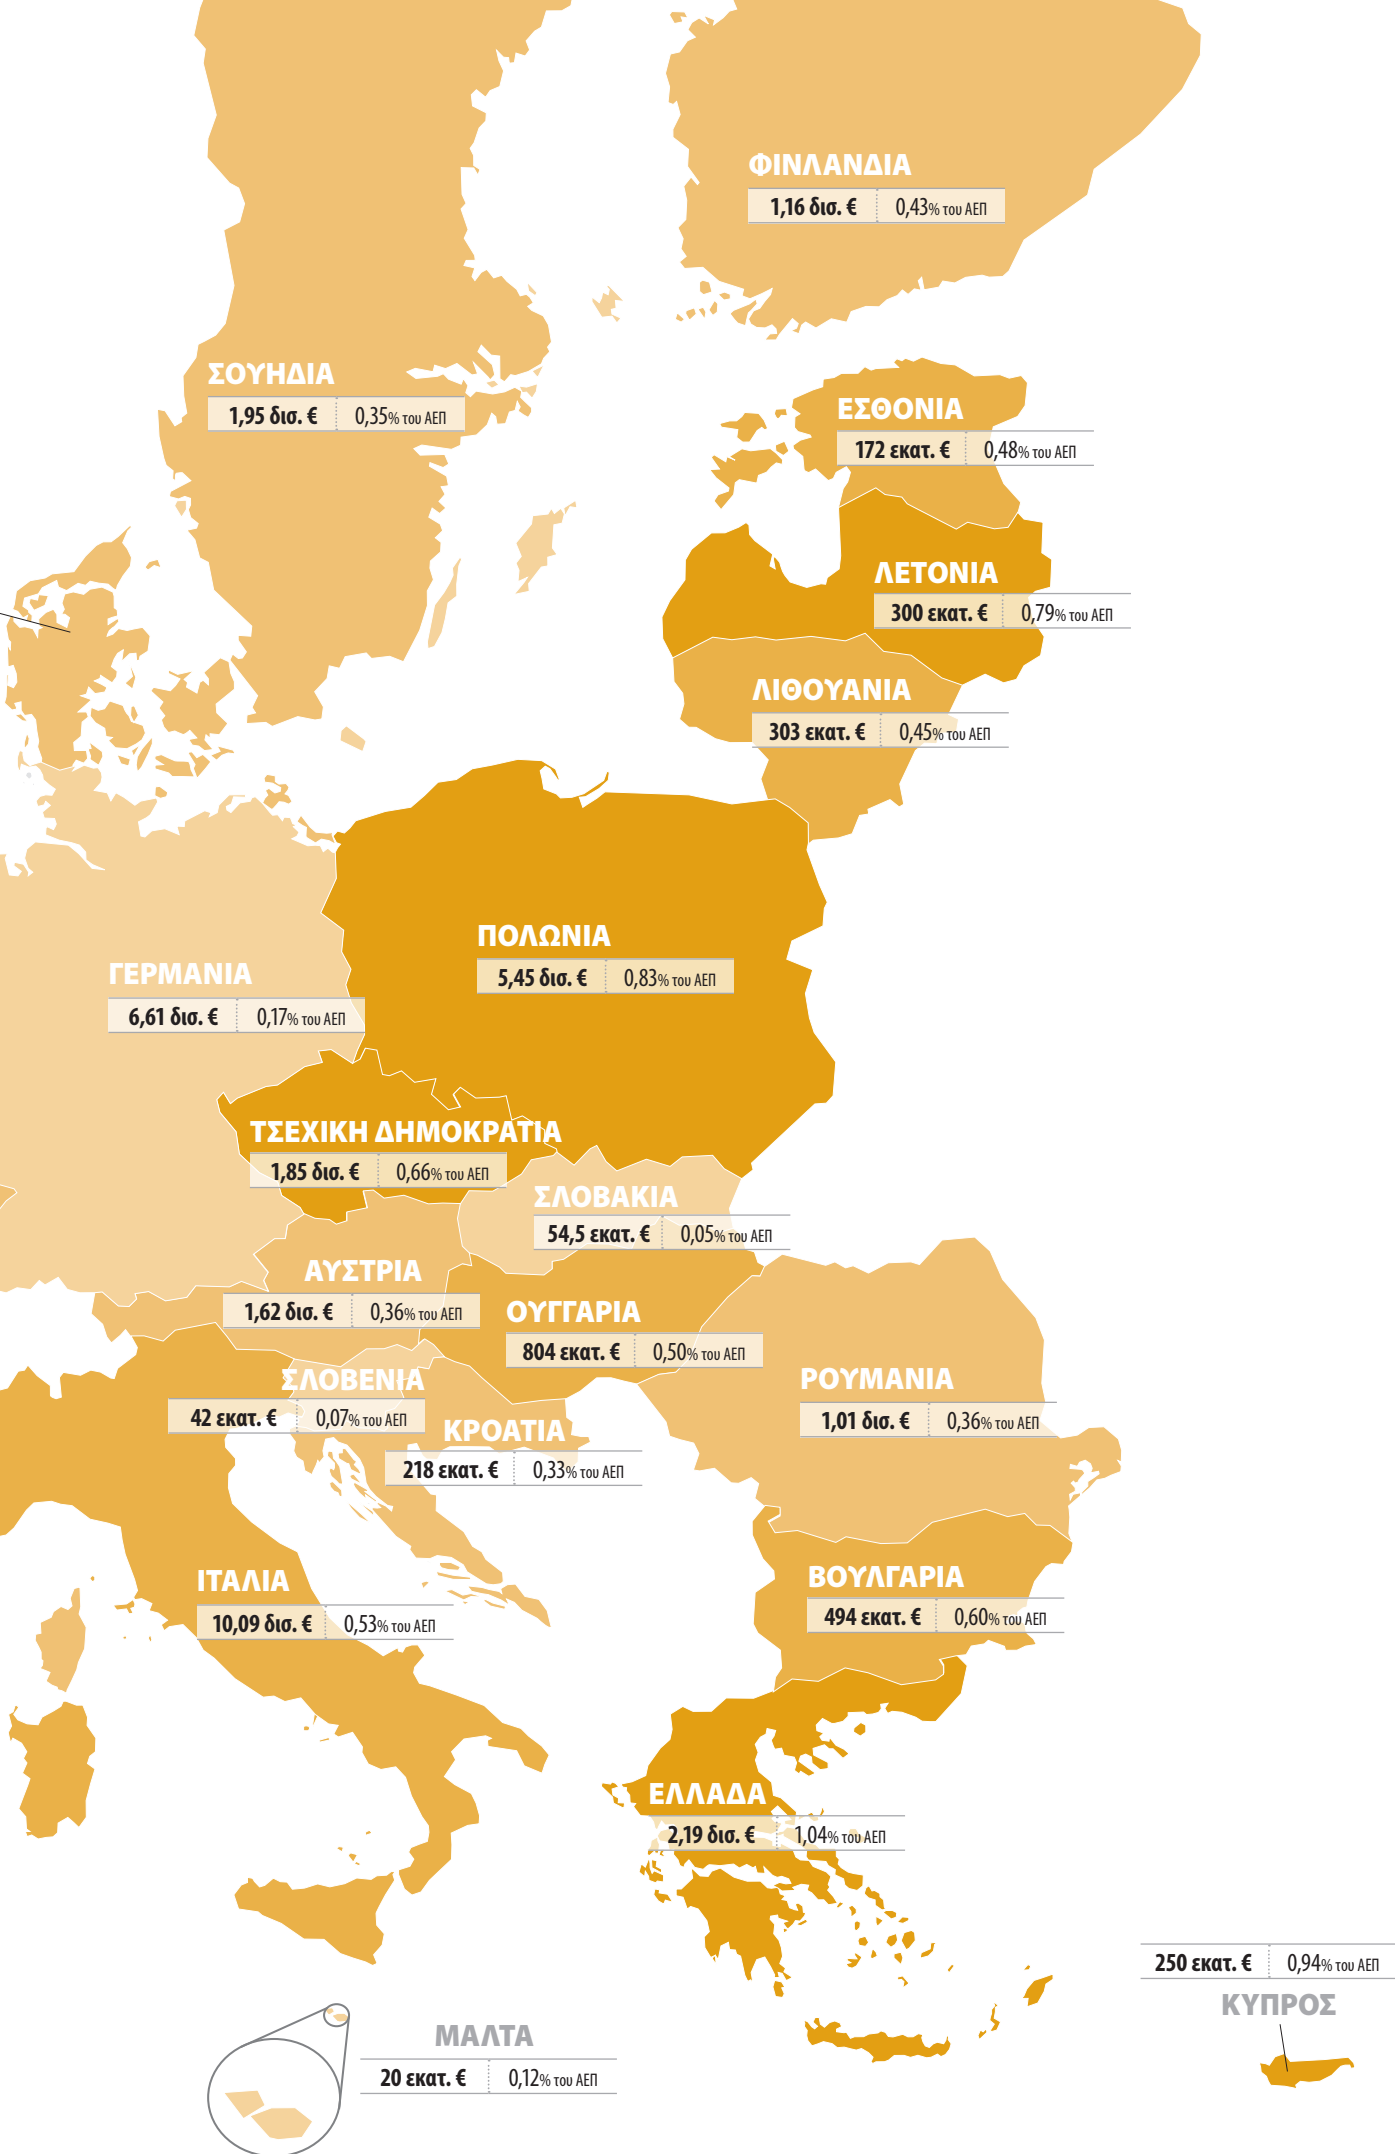 ΦΙΝΛΑΝΔΙΑ
1,16 δισ. € 0,43% του ΑΕΠ
ΣΟΥΗΔΙΑ
1,95 δισ. € 0,35% του ΑΕΠ
ΕΣΘΟΝΙΑ
172 εκατ. € 0,48% του ΑΕΠ
ΛΕΤΟΝΙΑ
300 εκατ. € 0,79% του ΑΕΠ
ΛΙΘΟΥΑΝΙΑ
303 εκατ. € 0,45% του ΑΕΠ
ΠΟΛΩΝΙΑ
5,45 δισ. € 0,83% του ΑΕΠ
ΓΕΡΜΑΝΙΑ
6,61 δισ. € 0,17% του ΑΕΠ
ΤΣΕΧΙΚΗ ΔΗΜΟΚΡΑΤΙΑ
1,85 δισ. € 0,66% του ΑΕΠ
ΣΛΟΒΑΚΙΑ
54,5 εκατ. € 0,05% του ΑΕΠ
ΑΥΣΤΡΙΑ
1,62 δισ. € 0,36% του ΑΕΠ
ΟΥΓΓΑΡΙΑ
804 εκατ. € 0,50% του ΑΕΠ
ΣΛΟΒΕΝΙΑ
42 εκατ. € 0,07% του ΑΕΠ
ΡΟΥΜΑΝΙΑ
1,01 δισ. € 0,36% του ΑΕΠ
ΚΡΟΑΤΙΑ
218 εκατ. € 0,33% του ΑΕΠ
ΙΤΑΛΙΑ
10,09 δισ. € 0,53% του ΑΕΠ
ΒΟΥΛΓΑΡΙΑ
494 εκατ. € 0,60% του ΑΕΠ
ΕΛΛΑΔΑ
2,19 δισ. € 1,04% του ΑΕΠ
250 εκατ. € 0,94% του ΑΕΠ
ΚΥΠΡΟΣ
ΜΑΛΤΑ
20 εκατ. € 0,12% του ΑΕΠ